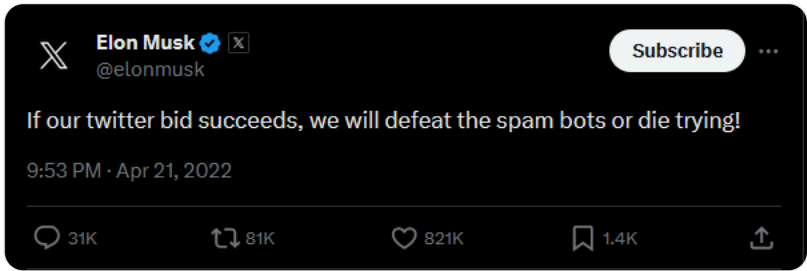 Elon Musk
@elonmusk
Subscribe
If our twitter bid succeeds, we will defeat the spam bots or die trying!
9:53 PM · Apr 21, 2022
31K 81K 821K 1.4K